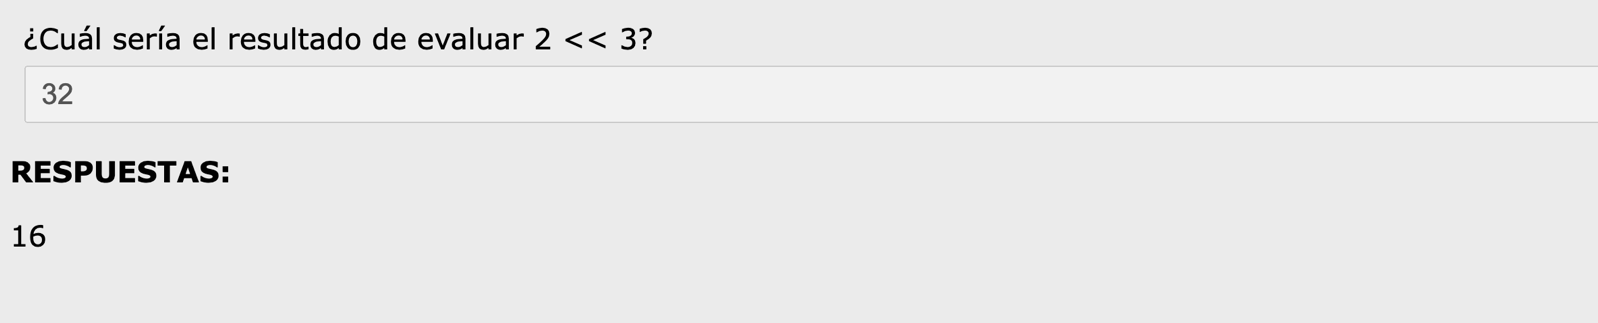 ¿Cuál sería el resultado de evaluar 2 << 3?
32
RESPUESTAS:
16